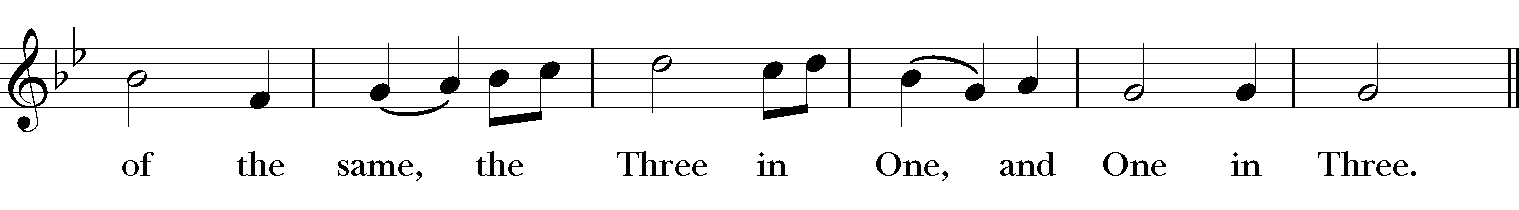 of the same, the Three in One, and One in Three.